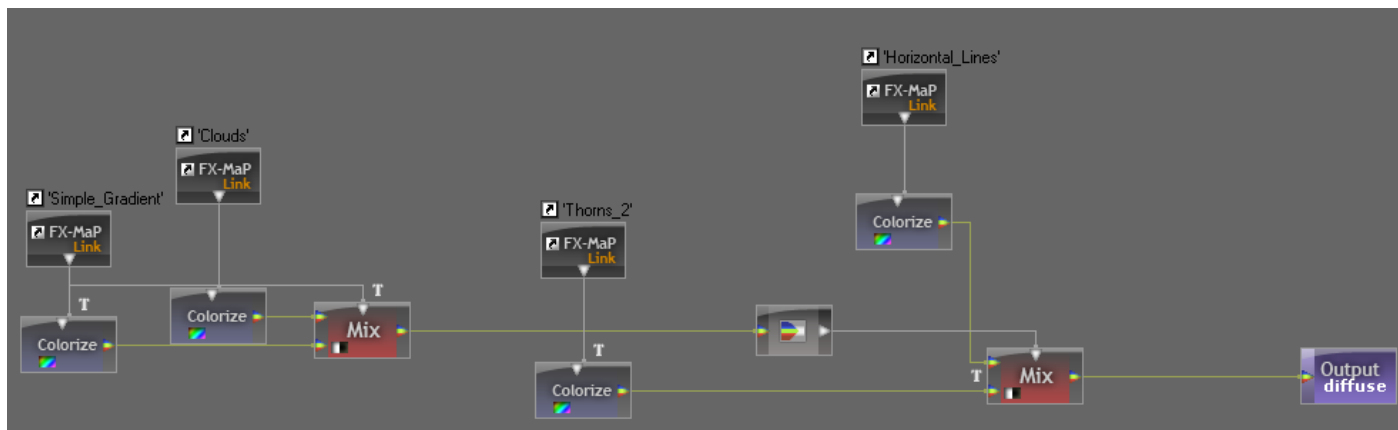 'Horizontal_Lines'
FX-MaP
Link
'Clouds'
FX-MaP
Link
'Simple_Gradient'
FX-MaP
Link
'Thorns_2'
FX-MaP
Link
Colorize
T
T
Colorize
Colorize
Mix
T
Colorize
T
Mix
Output
diffuse